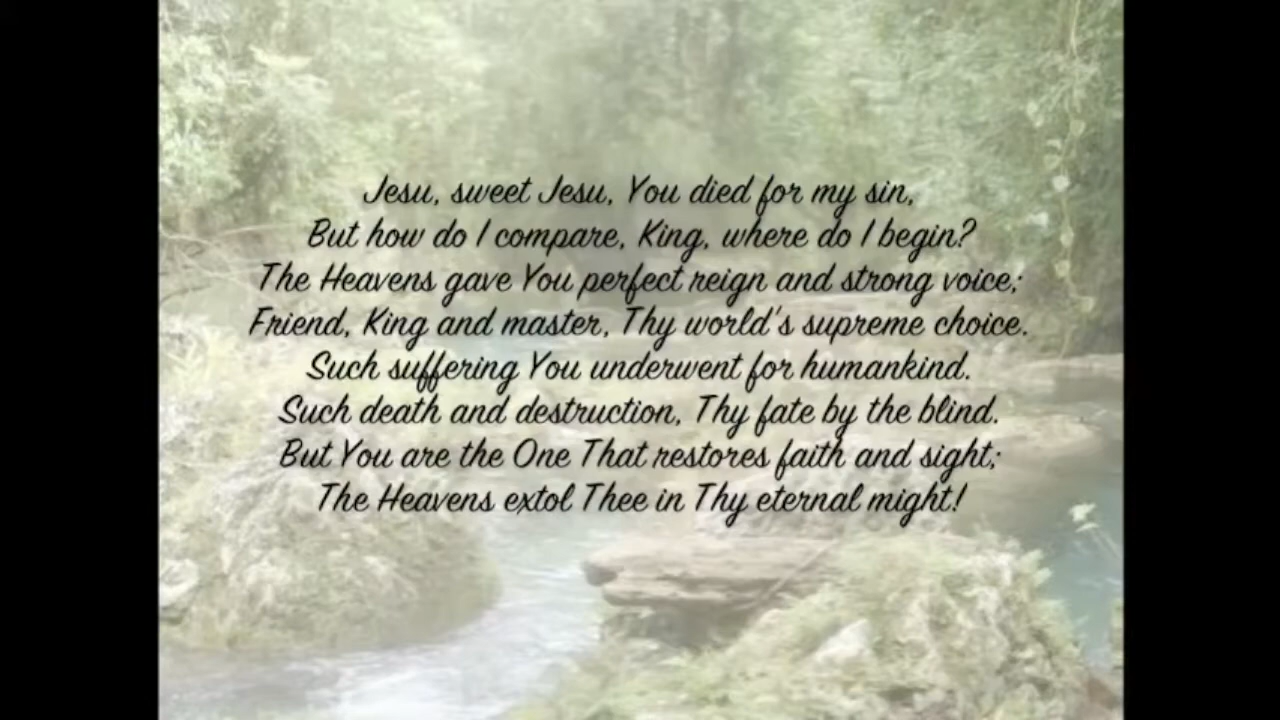 Jesu, sweet Jesu, You died for my sin,
But how do I compare, King, where do I begin?
The Heavens gave You perfect reign and strong voice;
Friend, King and master, Thy world's supreme choice.
Such suffering You underwent for humankind.
Such death and destruction, Thy fate by the blind.
But You are the One That restores faith and sight;
The Heavens extol Thee in Thy eternal might!